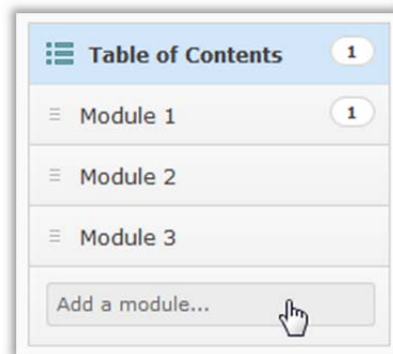 Table of Contents 1
Module 1 1
Module 2
Module 3
Add a module...